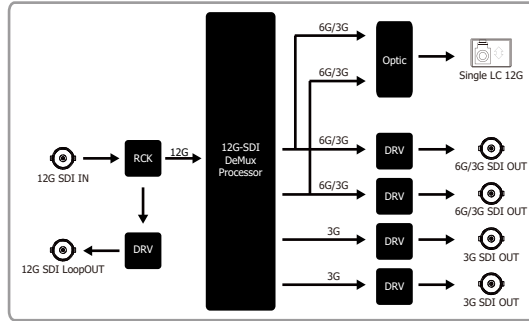 6G/3G
Optic
Single LC 12G
6G/3G
12G SDI IN
RCK
12G
12G-SDI
DeMux
Processor
6G/3G
DRV
6G/3G SDI OUT
6G/3G
DRV
6G/3G SDI OUT
12G SDI LoopOUT
DRV
3G
DRV
3G SDI OUT
3G
DRV
3G SDI OUT